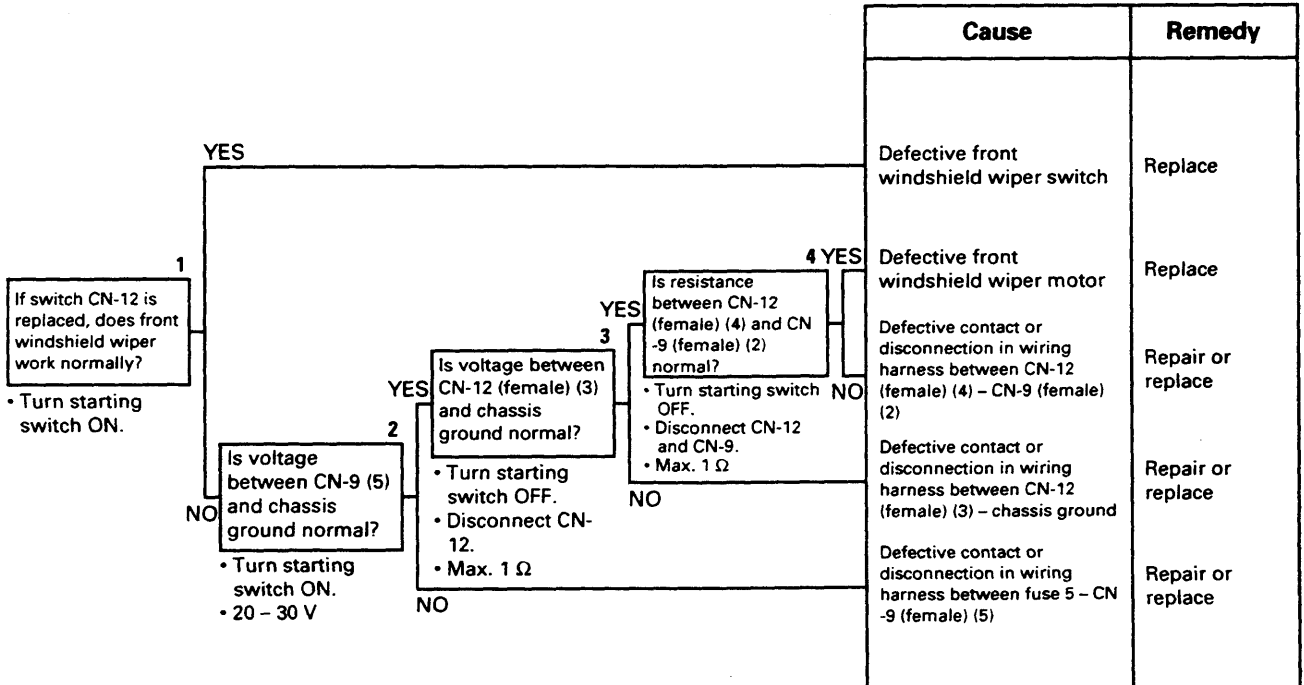 Cause
Remedy
YES
Defective front
windshield wiper switch
Replace
1
If switch CN-12 is
replaced, does front
windshield wiper
work normally?
• Turn starting
switch ON.
NO
2
Is voltage
between CN-9 (5)
and chassis
ground normal?
• Turn starting
switch ON.
• 20 – 30 V
YES
3
Is voltage between
CN-12 (female) (3)
and chassis
ground normal?
• Turn starting
switch OFF.
• Disconnect CN-
12.
• Max. 1 Ω
NO
YES
4
Is resistance
between CN-12
(female) (4) and CN
-9 (female) (2)
normal?
• Turn starting switch
OFF.
• Disconnect CN-12
and CN-9.
• Max. 1 Ω
NO
YES
Defective front
windshield wiper motor
Replace
NO
Defective contact or
disconnection in wiring
harness between CN-12
(female) (4) – CN-9 (female)
(2)
Repair or
replace
Defective contact or
disconnection in wiring
harness between CN-12
(female) (3) – chassis ground
Repair or
replace
Defective contact or
disconnection in wiring
harness between fuse 5 – CN
-9 (female) (5)
Repair or
replace